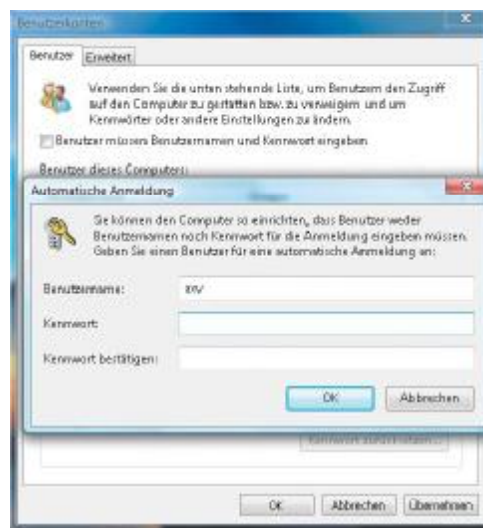 Benutzerkonten
Benutzer Erweitert
Verwenden Sie die unten stehende Liste, um Benutzern den Zugriff
auf den Computer zu gestatten bzw. zu verweigern und um
Kennwörter oder andere Einstellungen zu ändern.
Benutzer müssen Benutzernamen und Kennwort eingeben
Benutzer dieses Computers:
Automatische Anmeldung
Sie können den Computer so einrichten, dass Benutzer weder
Benutzernamen noch Kennwort für die Anmeldung eingeben müssen.
Geben Sie einen Benutzer für eine automatische Anmeldung an:
Benutzername:
Kennwort:
Kennwort bestätigen:
OK Abbrechen
Kennwort zurücksetzen...
OK Abbrechen Übernehmen